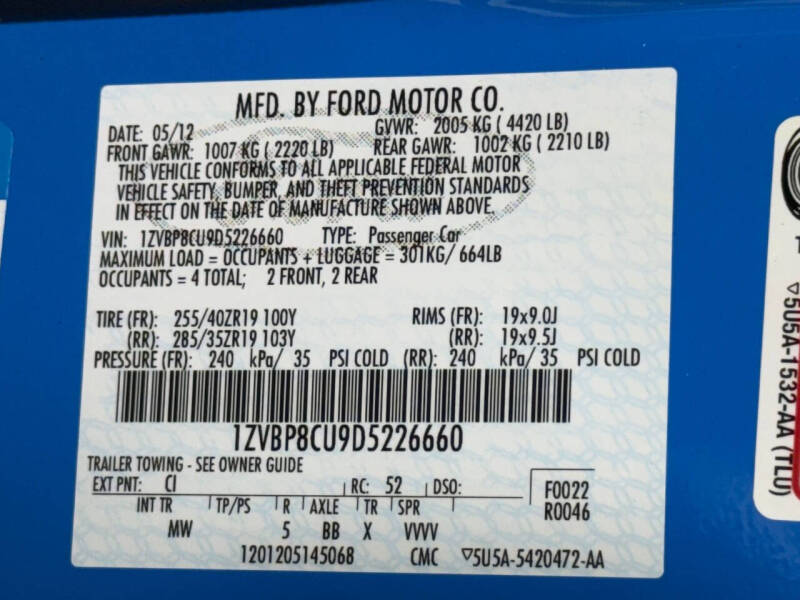 MFD. BY FORD MOTOR CO.
DATE: 05/12 GVWR: 2005 KG ( 4420 LB)
FRONT GAWR: 1007 KG ( 2220 LB) REAR GAWR: 1002 KG ( 2210 LB)
THIS VEHICLE CONFORMS TO ALL APPLICABLE FEDERAL MOTOR
VEHICLE SAFETY, BUMPER, AND THEFT PREVENTION STANDARDS
IN EFFECT ON THE DATE OF MANUFACTURE SHOWN ABOVE.
VIN: 1ZVBP8CU9D5226660 TYPE: Passenger Car
MAXIMUM LOAD = OCCUPANTS + LUGGAGE = 301KG/ 664LB
OCCUPANTS = 4 TOTAL; 2 FRONT, 2 REAR
TIRE (FR): 255/40ZR19 100Y RIMS (FR): 19x9.0J
(RR): 285/35ZR19 103Y (RR): 19x9.5J
PRESSURE (FR): 240 kPa/ 35 PSI COLD (RR): 240 kPa/ 35 PSI COLD
1ZVBP8CU9D5226660
TRAILER TOWING - SEE OWNER GUIDE
EXT PNT: CI RC: 52 DSO:
INT TR TP/PS R AXLE TR SPR
MW 5 BB X VVVV
F0022
R0046
1201205145068 CMC ▽5U5A-5420472-AA
▽5U5A-1532-AA (TLU)